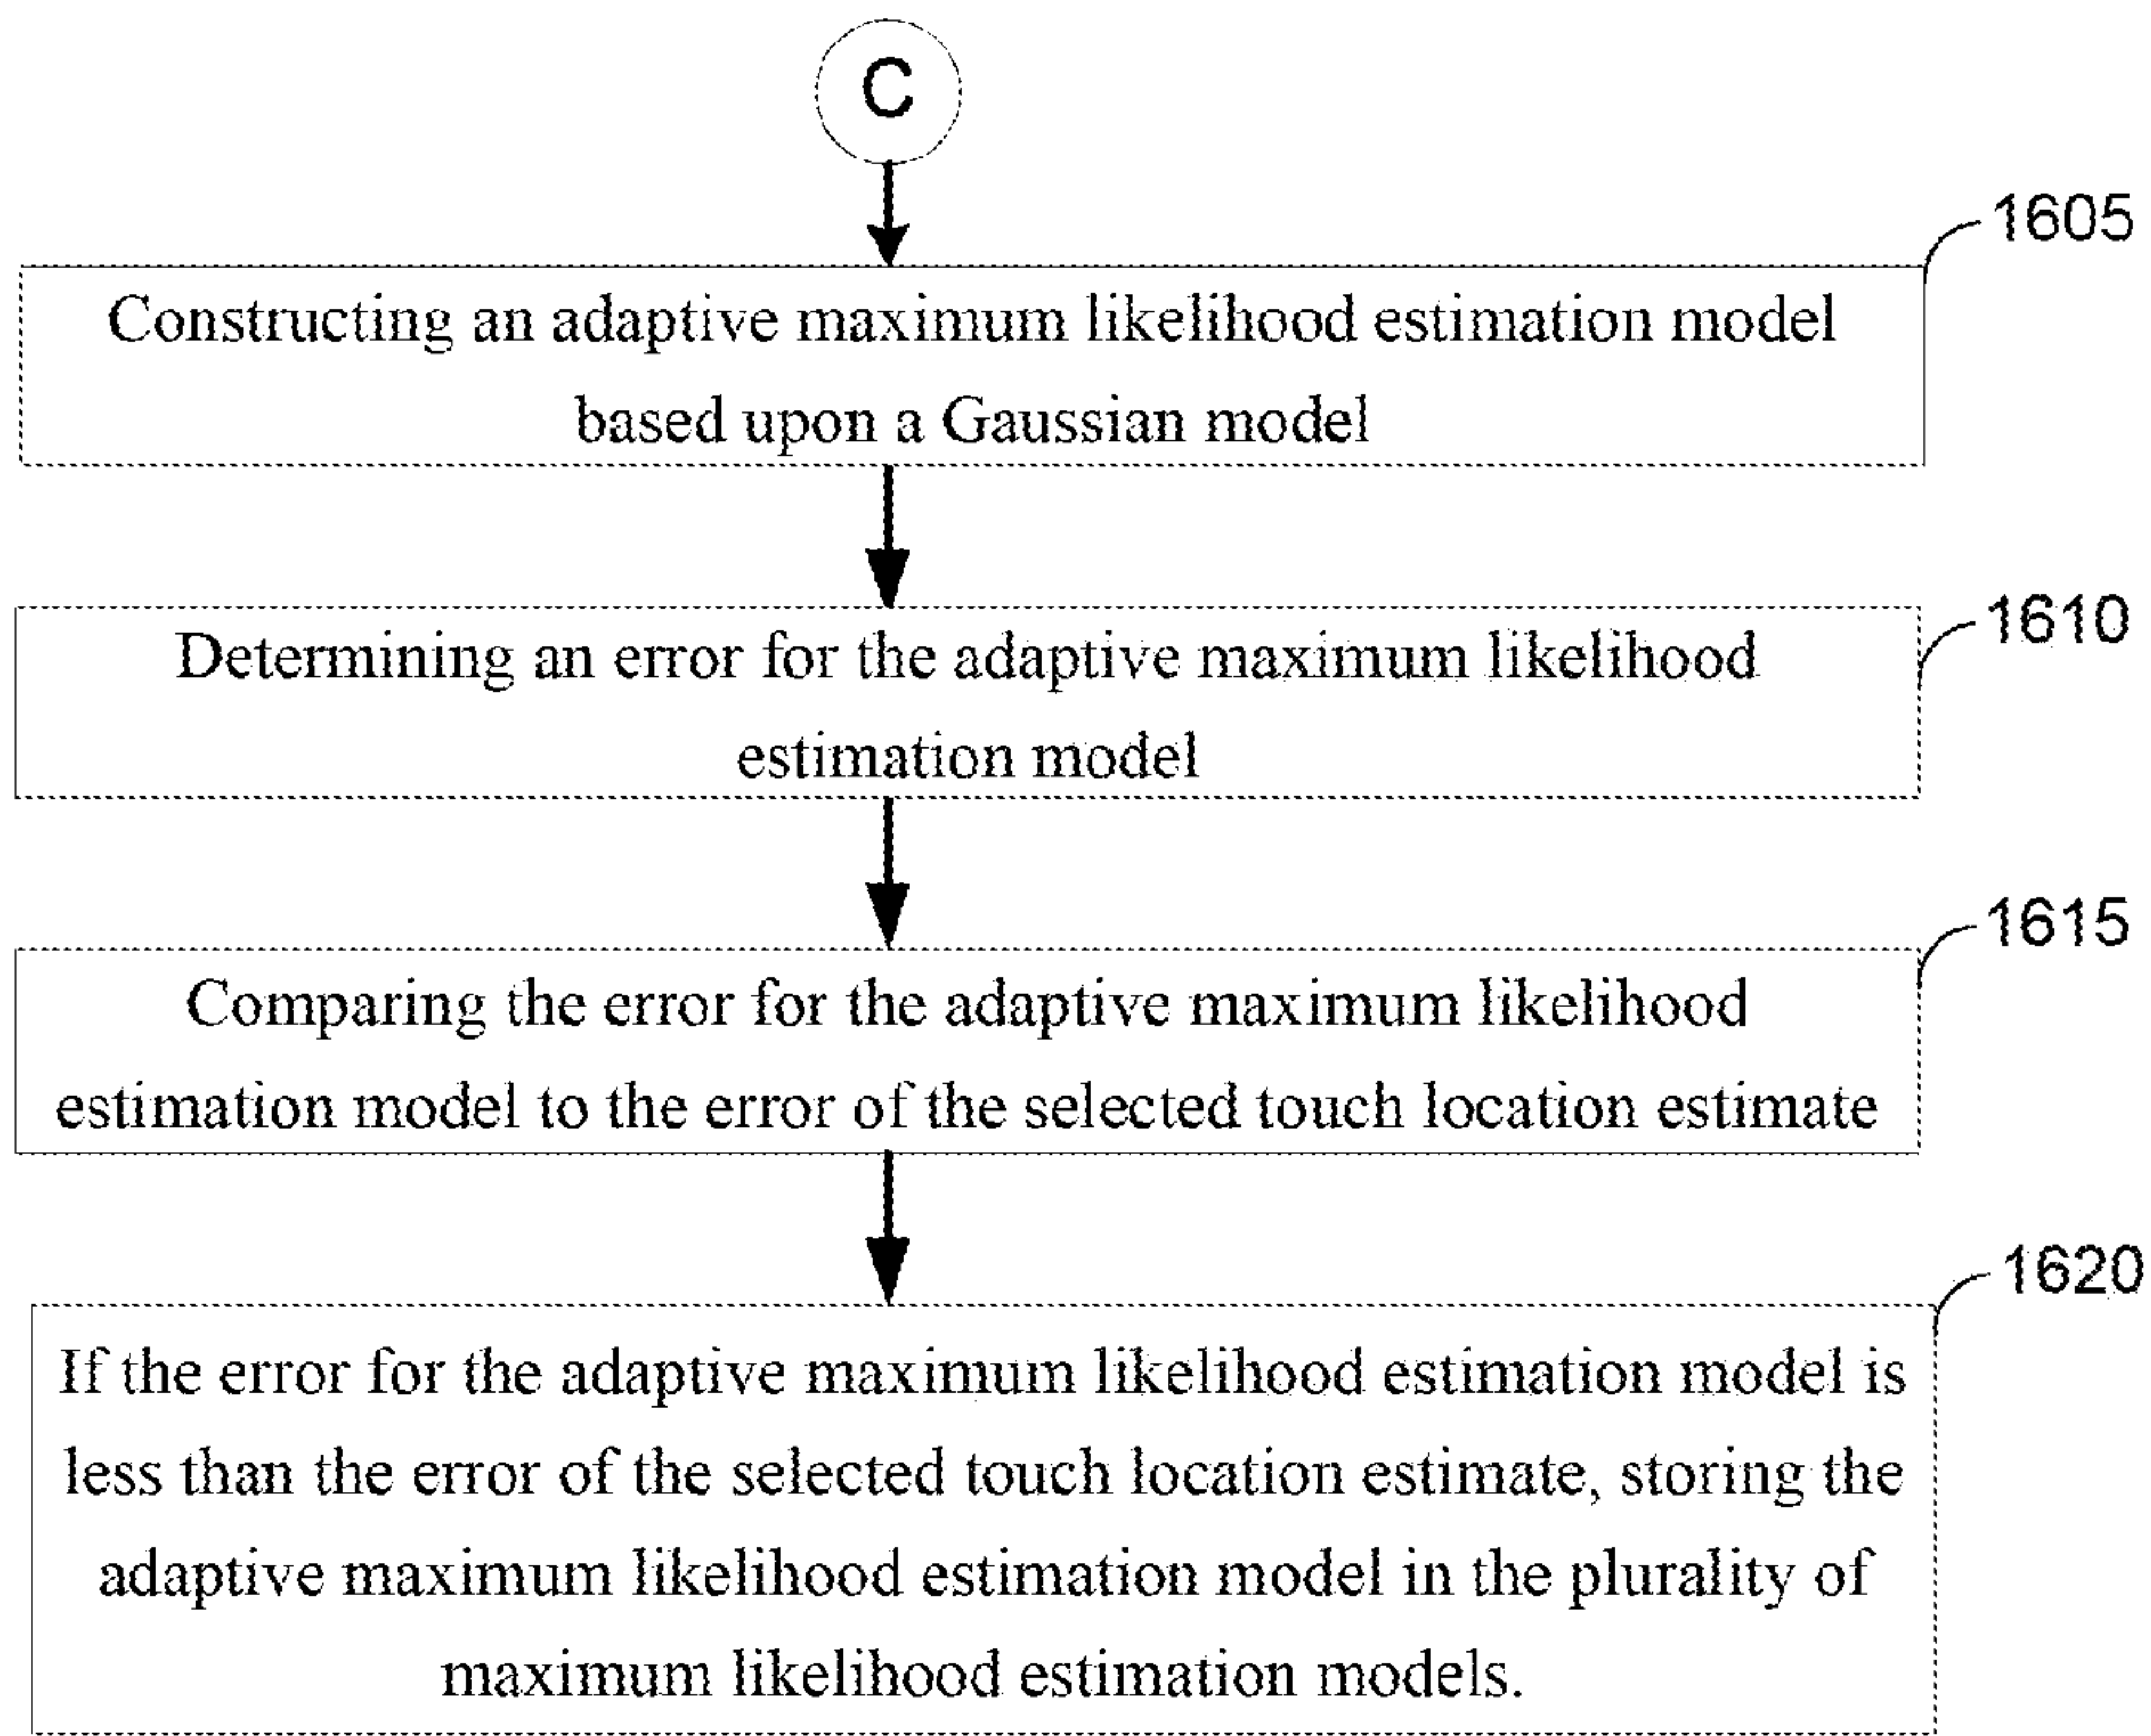 C
1605
Constructing an adaptive maximum likelihood estimation model
based upon a Gaussian model
1610
Determining an error for the adaptive maximum likelihood
estimation model
1615
Comparing the error for the adaptive maximum likelihood
estimation model to the error of the selected touch location estimate
1620
If the error for the adaptive maximum likelihood estimation model is
less than the error of the selected touch location estimate, storing the
adaptive maximum likelihood estimation model in the plurality of
maximum likelihood estimation models.